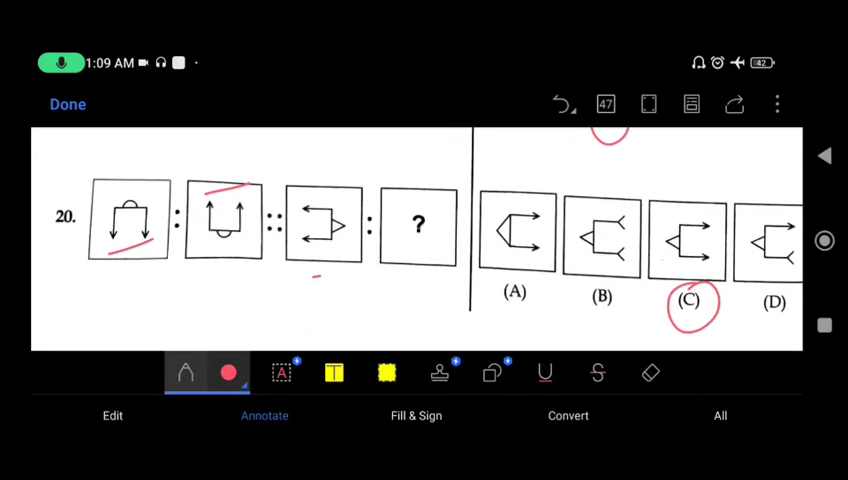 1:09 AM
42
Done
47
20.
:
::
:
?
(A)
(B)
(C)
(D)
A
T
U
S
Edit
Annotate
Fill & Sign
Convert
All